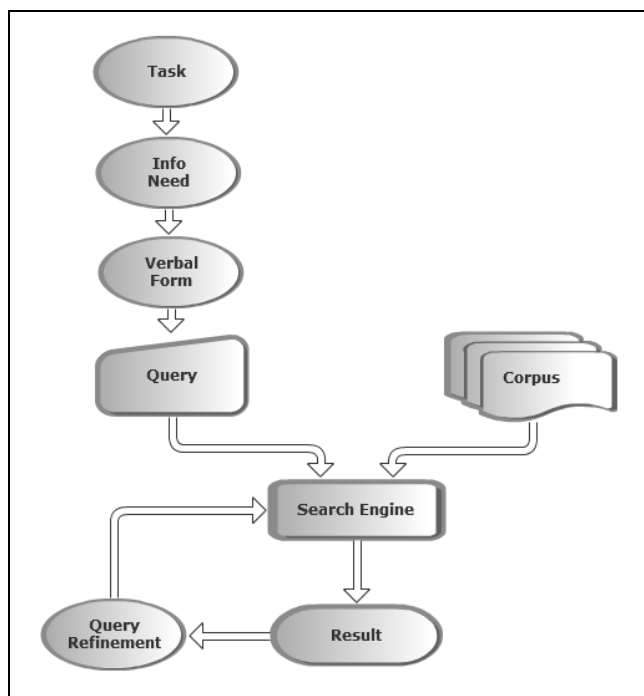 Task
Info
Need
Verbal
Form
Query
Corpus
Search Engine
Query
Refinement
Result